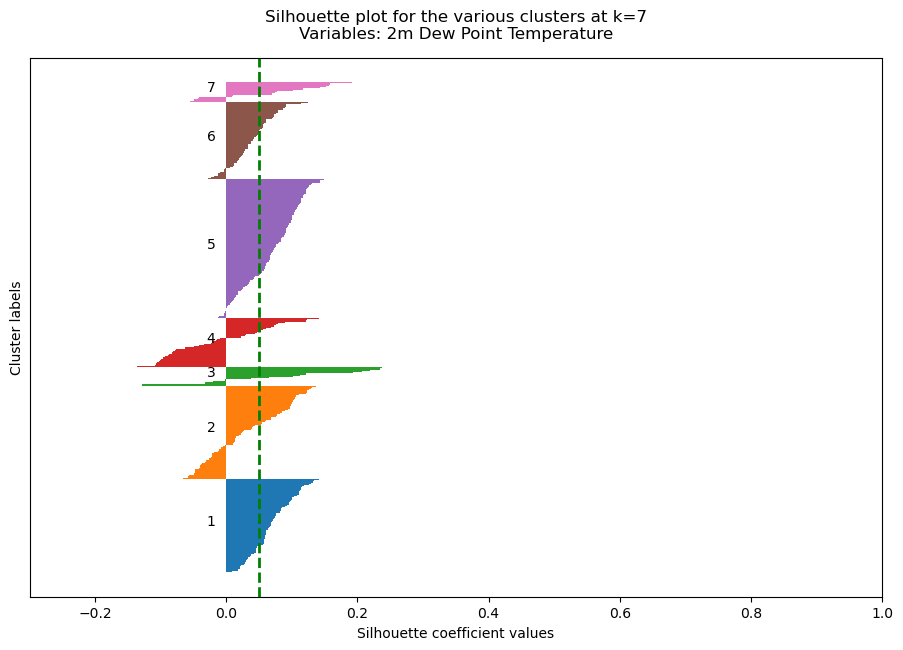 Silhouette plot for the various clusters at k=7
Variables: 2m Dew Point Temperature
7
6
5
4
3
2
1
Cluster labels
−0.2 0.0 0.2 0.4 0.6 0.8 1.0
Silhouette coefficient values